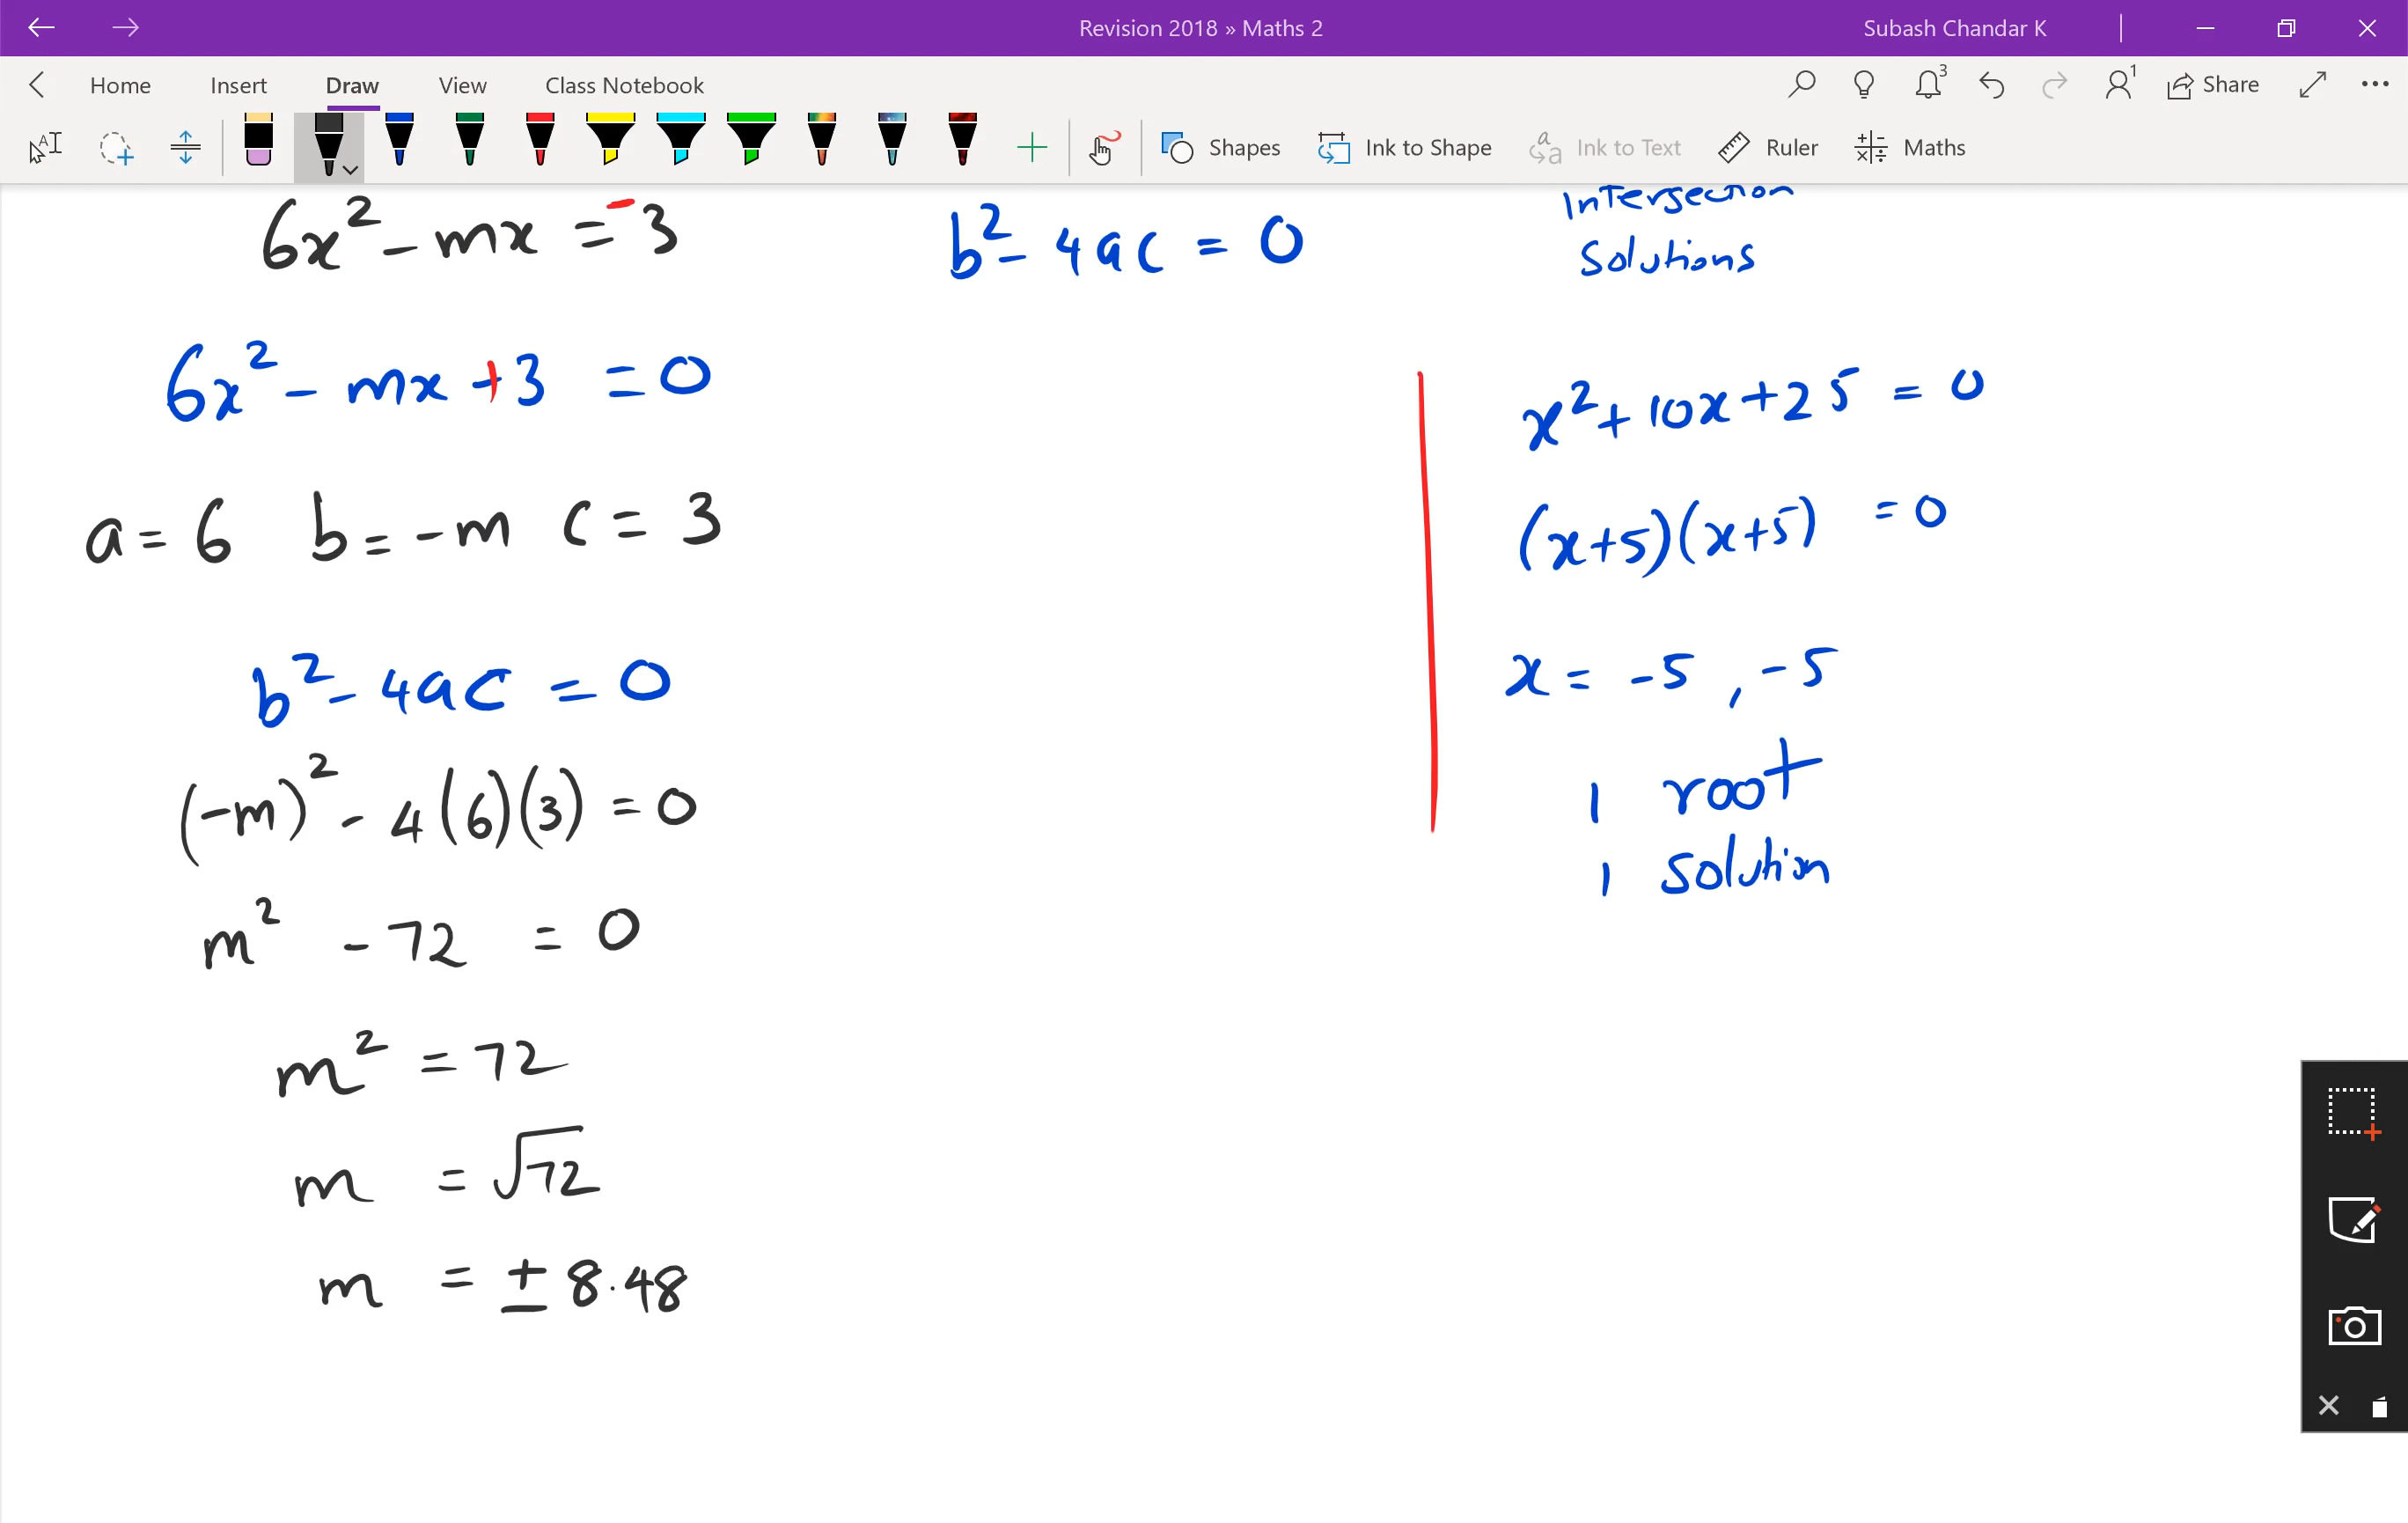 Revision 2018 » Maths 2
Subash Chandar K
Home Insert Draw View Class Notebook
3
1
Share
Shapes Ink to Shape Ink to Text Ruler Maths
6x² - mx = -3
b² - 4ac = 0
Intersection
Solutions
6x² - mx + 3 = 0
a = 6 b = -m c = 3
b² - 4ac = 0
(-m)² - 4(6)(3) = 0
m² - 72 = 0
m² = 72
m = √72
m = ± 8.48
x² + 10x + 25 = 0
(x+5)(x+5) = 0
x = -5, -5
1 root
1 solution